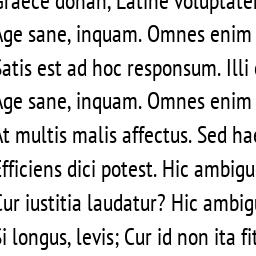 Graece donan, Latine voluptatem
Age sane, inquam. Omnes enim
Satis est ad hoc responsum. Illi
Age sane, inquam. Omnes enim
At multis malis affectus. Sed hae
Efficiens dici potest. Hic ambigu
Cur iustitia laudatur? Hic ambigu
Si longus, levis; Cur id non ita fit